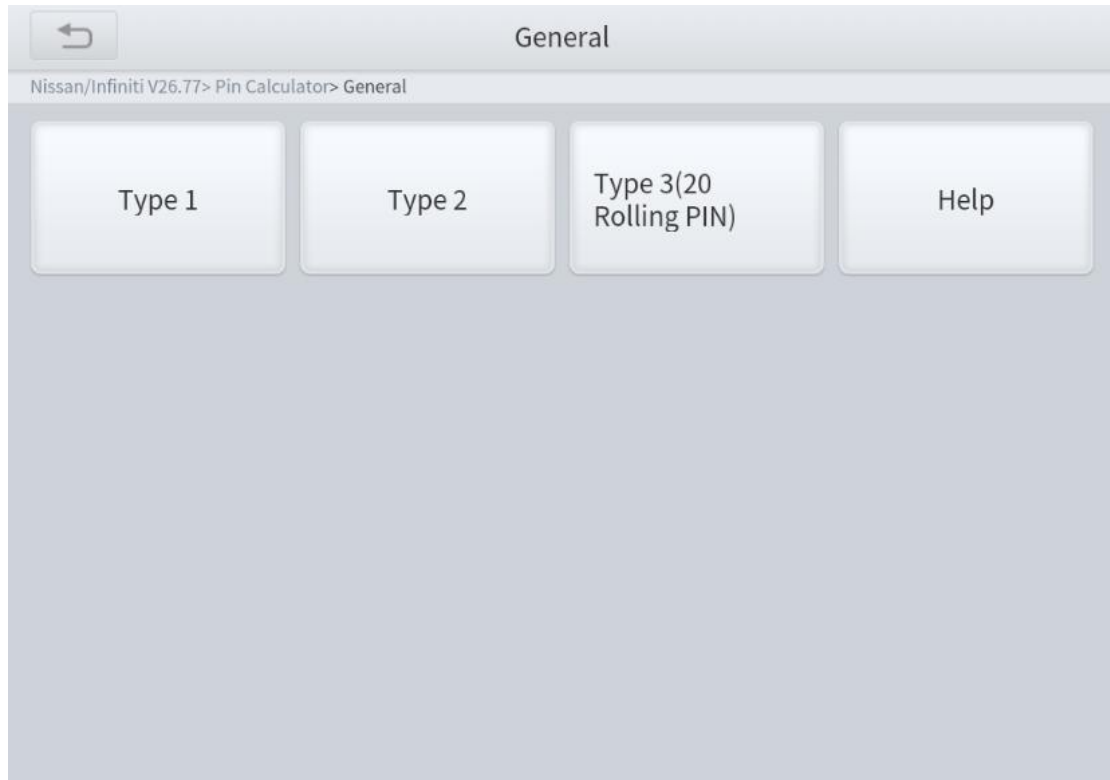 General
Nissan/Infiniti V26.77> Pin Calculator> General
Type 1
Type 2
Type 3(20
Rolling PIN)
Help